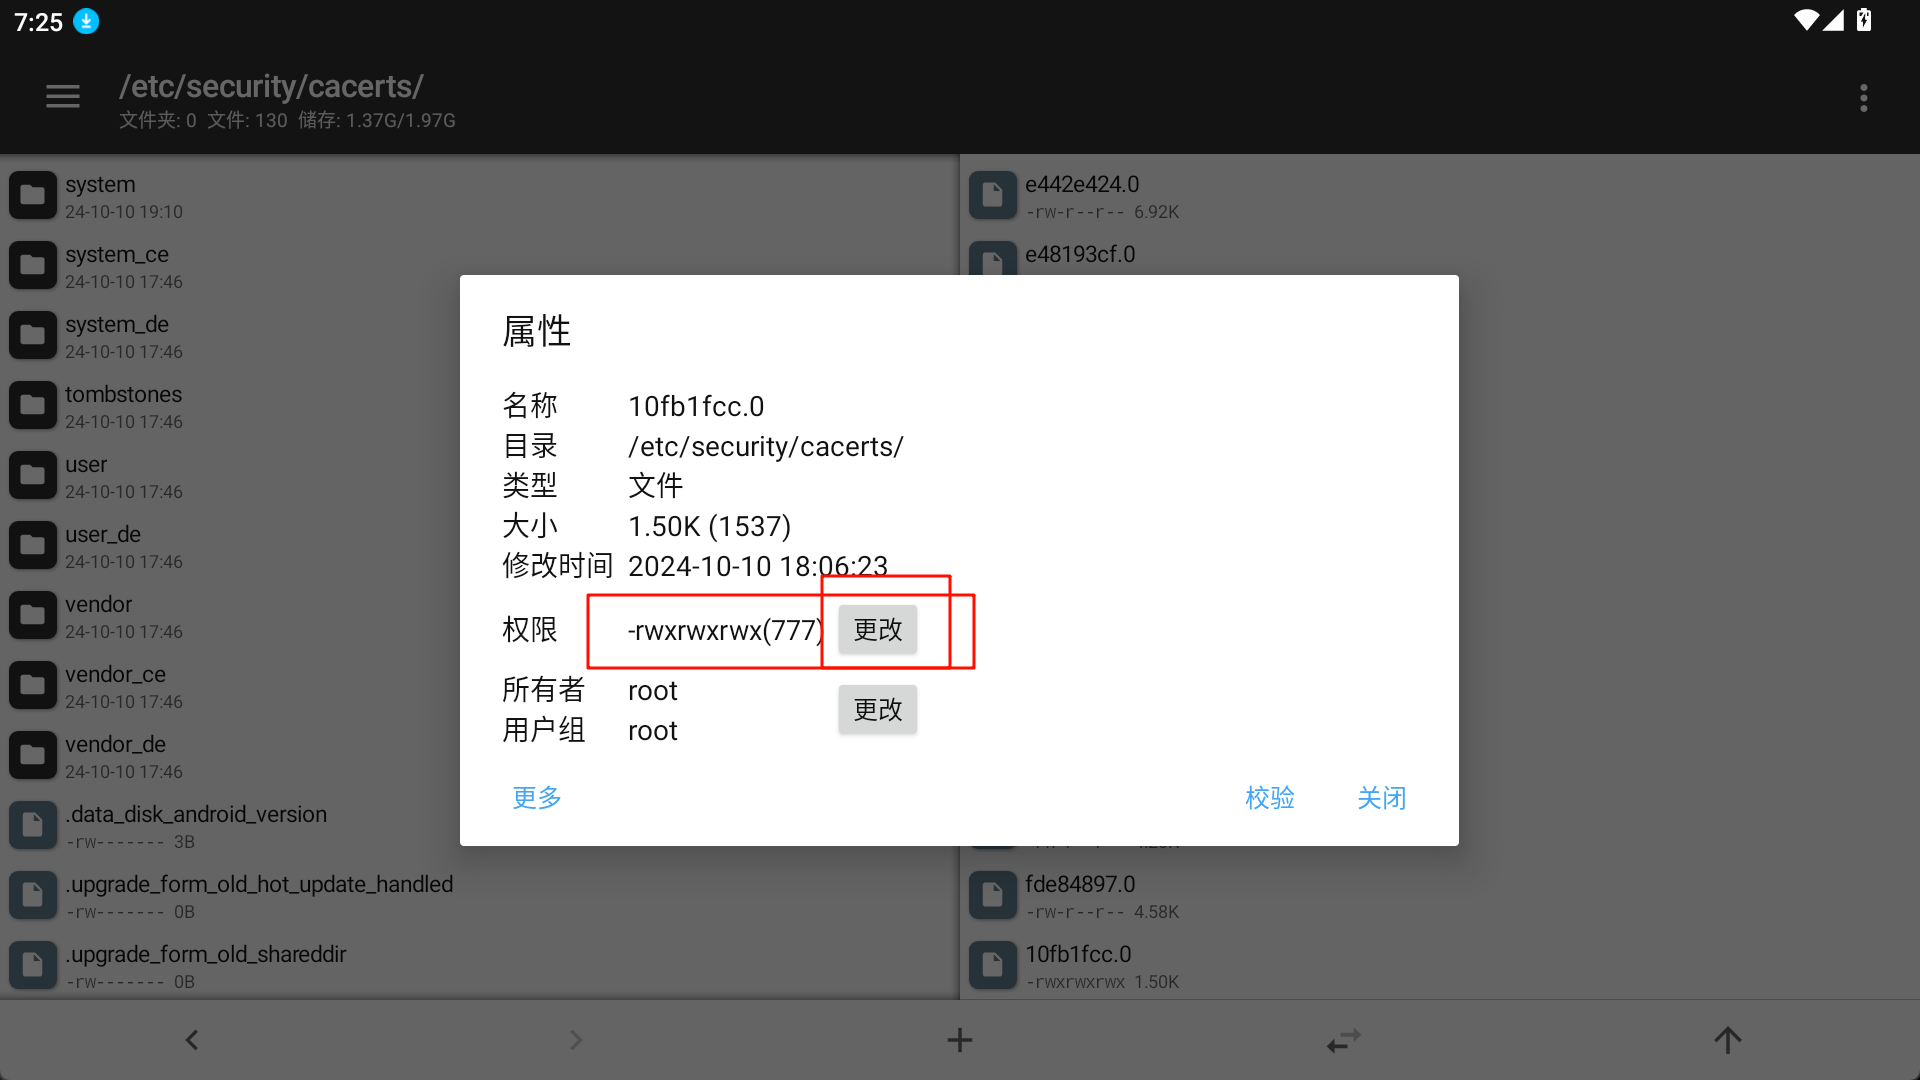 7:25
/etc/security/cacerts/
文件夹: 0 文件: 130 储存: 1.37G/1.97G
system
24-10-10 19:10
system_ce
24-10-10 17:46
system_de
24-10-10 17:46
tombstones
24-10-10 17:46
user
24-10-10 17:46
user_de
24-10-10 17:46
vendor
24-10-10 17:46
vendor_ce
24-10-10 17:46
vendor_de
24-10-10 17:46
.data_disk_android_version
-rw------- 3B
.upgrade_form_old_hot_update_handled
-rw------- 0B
.upgrade_form_old_shareddir
-rw------- 0B
e442e424.0
-rw-r--r-- 6.92K
e48193cf.0
属性
名称 10fb1fcc.0
目录 /etc/security/cacerts/
类型 文件
大小 1.50K (1537)
修改时间 2024-10-10 18:06:23
权限 -rwxrwxrwx(777) 更改
所有者 root
更改
用户组 root
更多 校验 关闭
fde84897.0
-rw-r--r-- 4.58K
10fb1fcc.0
-rwxrwxrwx 1.50K